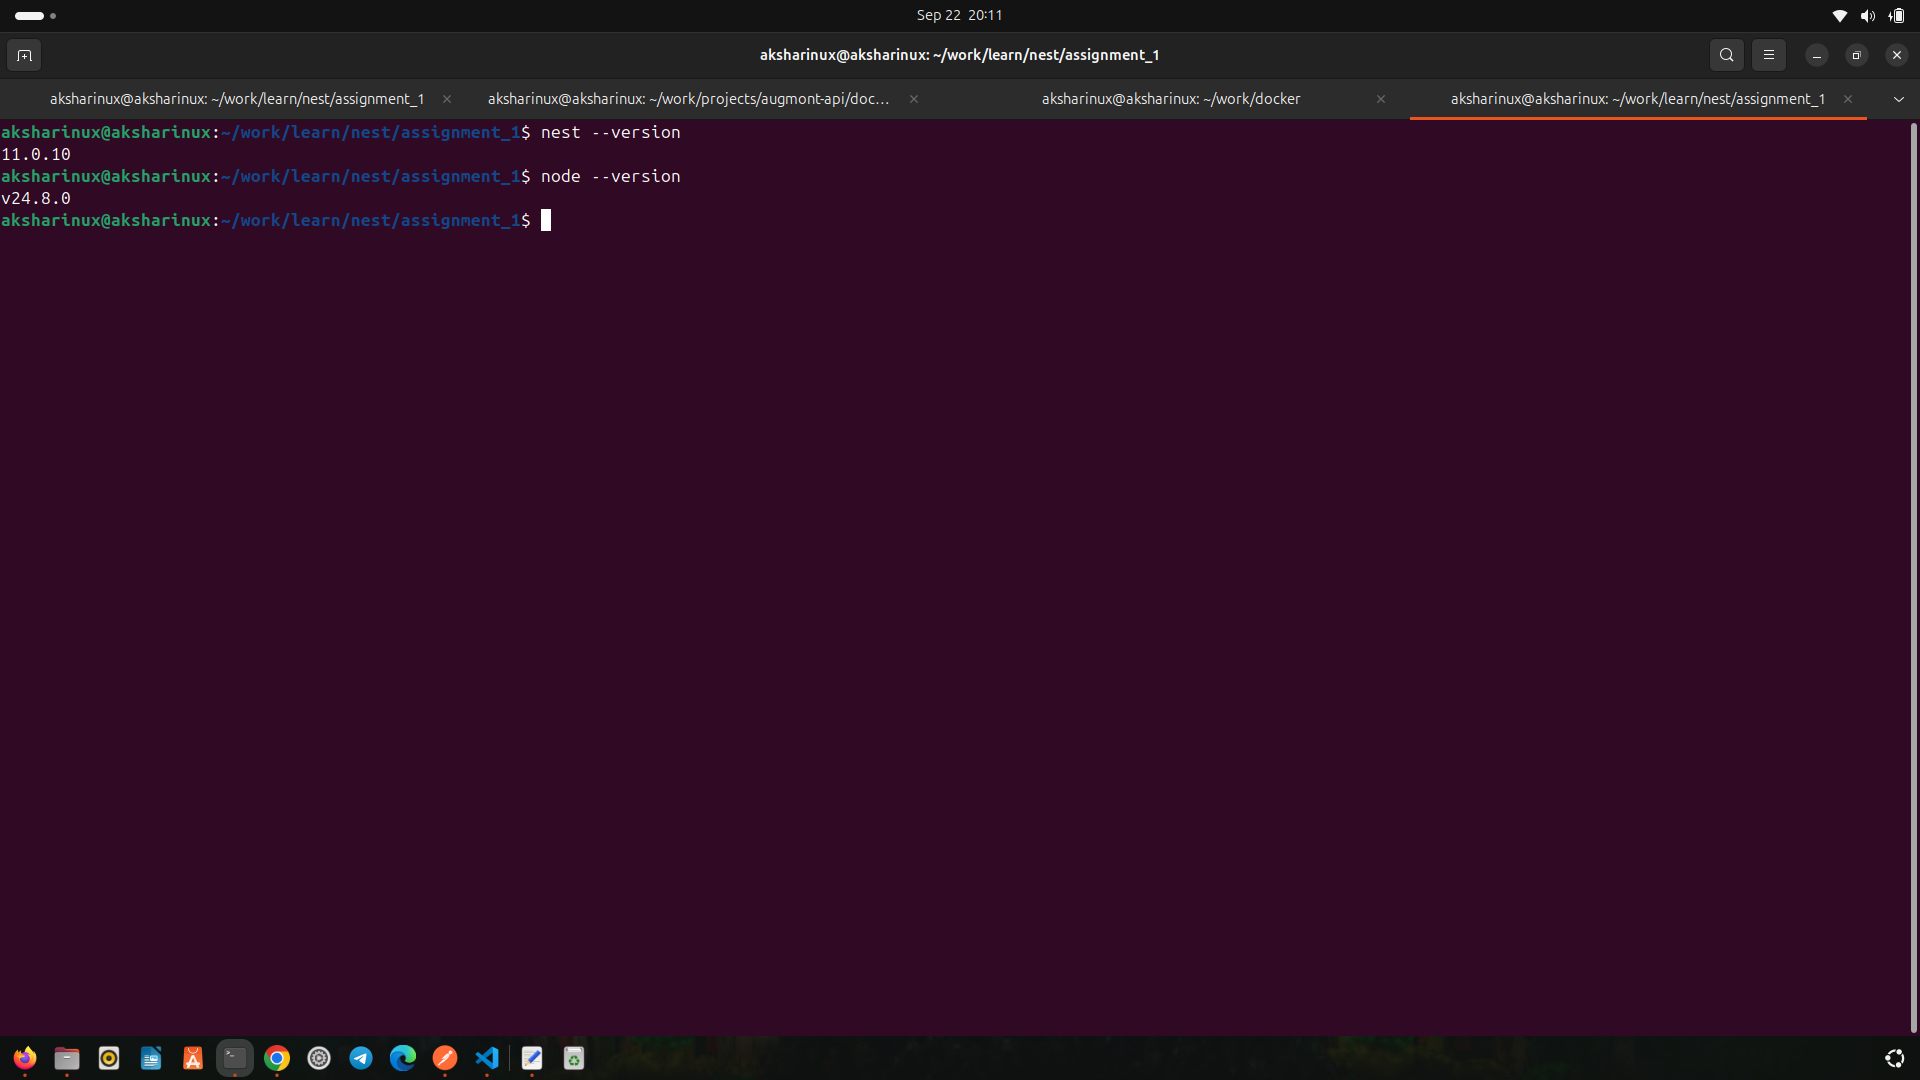 Sep 22 20:11
aksharinux@aksharinux: ~/work/learn/nest/assignment_1
aksharinux@aksharinux: ~/work/learn/nest/assignment_1
aksharinux@aksharinux: ~/work/projects/augmont-api/doc…
aksharinux@aksharinux: ~/work/docker
aksharinux@aksharinux: ~/work/learn/nest/assignment_1
aksharinux@aksharinux:~/work/learn/nest/assignment_1$ nest --version
11.0.10
aksharinux@aksharinux:~/work/learn/nest/assignment_1$ node --version
v24.8.0
aksharinux@aksharinux:~/work/learn/nest/assignment_1$